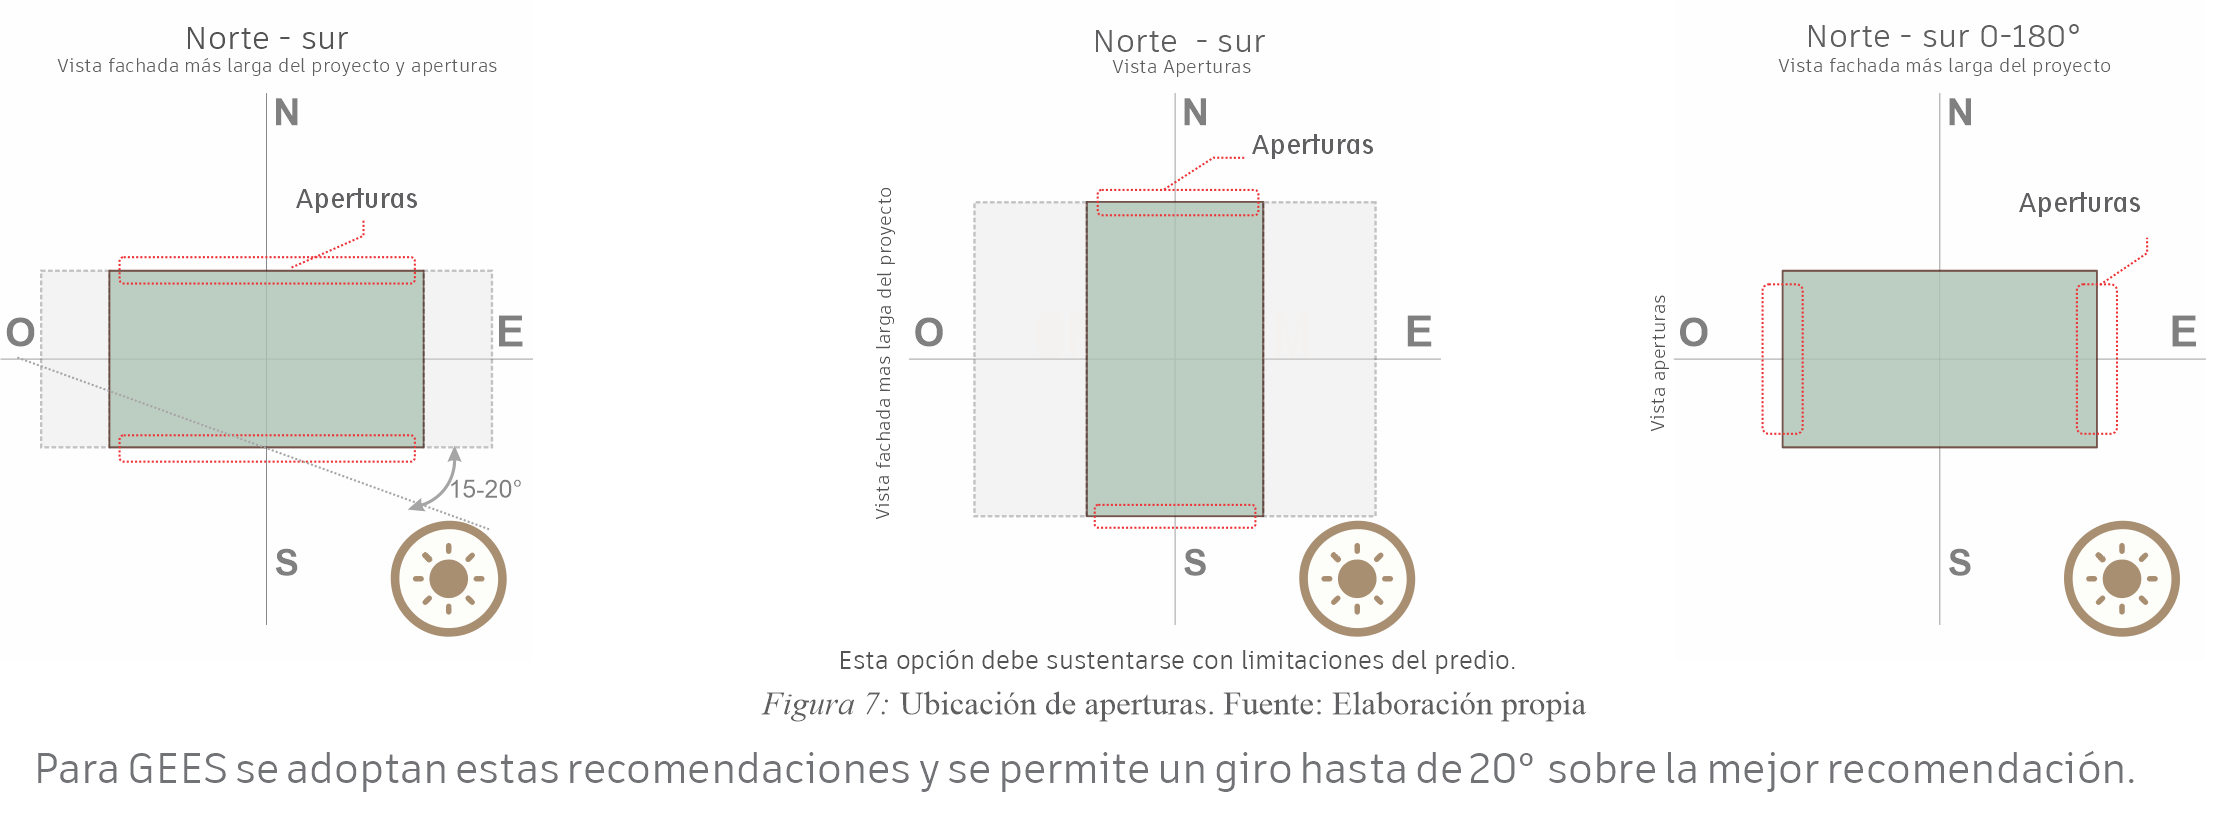 Norte - sur
Vista fachada más larga del proyecto y aperturas
N
Aperturas
O
E
15-20°
S
Norte - sur
Vista Aperturas
N
Aperturas
Vista fachada mas larga del proyecto
O
E
S
Norte - sur 0-180°
Vista fachada más larga del proyecto
N
Aperturas
Vista aperturas
O
E
S
Esta opción debe sustentarse con limitaciones del predio.
Figura 7: Ubicación de aperturas. Fuente: Elaboración propia
Para GEES se adoptan estas recomendaciones y se permite un giro hasta de 20° sobre la mejor recomendación.